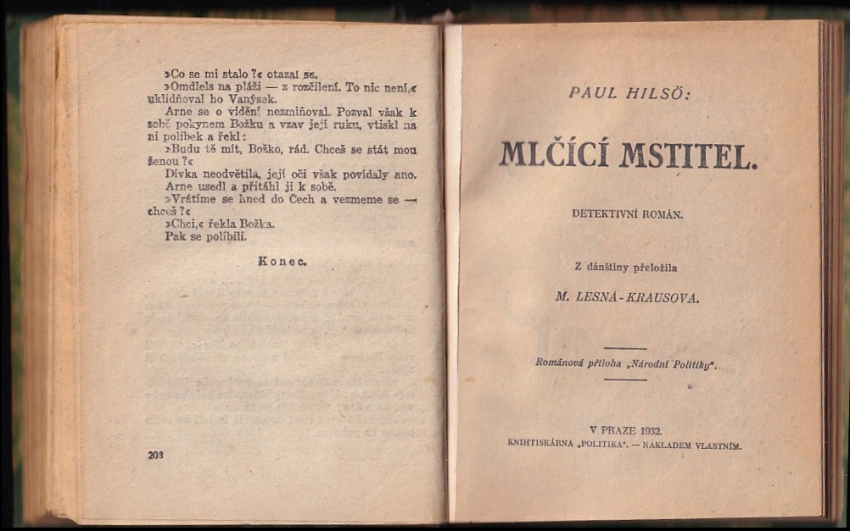 »Co se mi stalo?« otázal se.
»Omdlels na pláži — z rozčilení. To nic není,«
uklidňoval ho Vanýsek.
Arne se o vidění nezmiňoval. Pozval však k
sobě pokynem Božku a vzav její ruku, vtiskl na
ni polibek a řekl:
»Budu tě mít, Boško, rád. Chceš se stát mou
ženou?«
Dívka neodvětila, její oči však povídaly ano.
Arne usedl a přitáhl ji k sobě.
»Vrátíme se hned do Čech a vezmeme se —
chceš?«
»Chci,« řekla Božka.
Pak se políbili.
Konec.
203
PAUL HILSÖ:
MLČÍCÍ MSTITEL.
DETEKTIVNÍ ROMÁN.
Z dánštiny přeložila
M. LESNÁ-KRAUSOVA.
Románová příloha „Národní Politiky“.
V PRAZE 1932.
KNIHTISKÁRNA „POLITIKA“. — NAKLADEM VLASTNÍM.